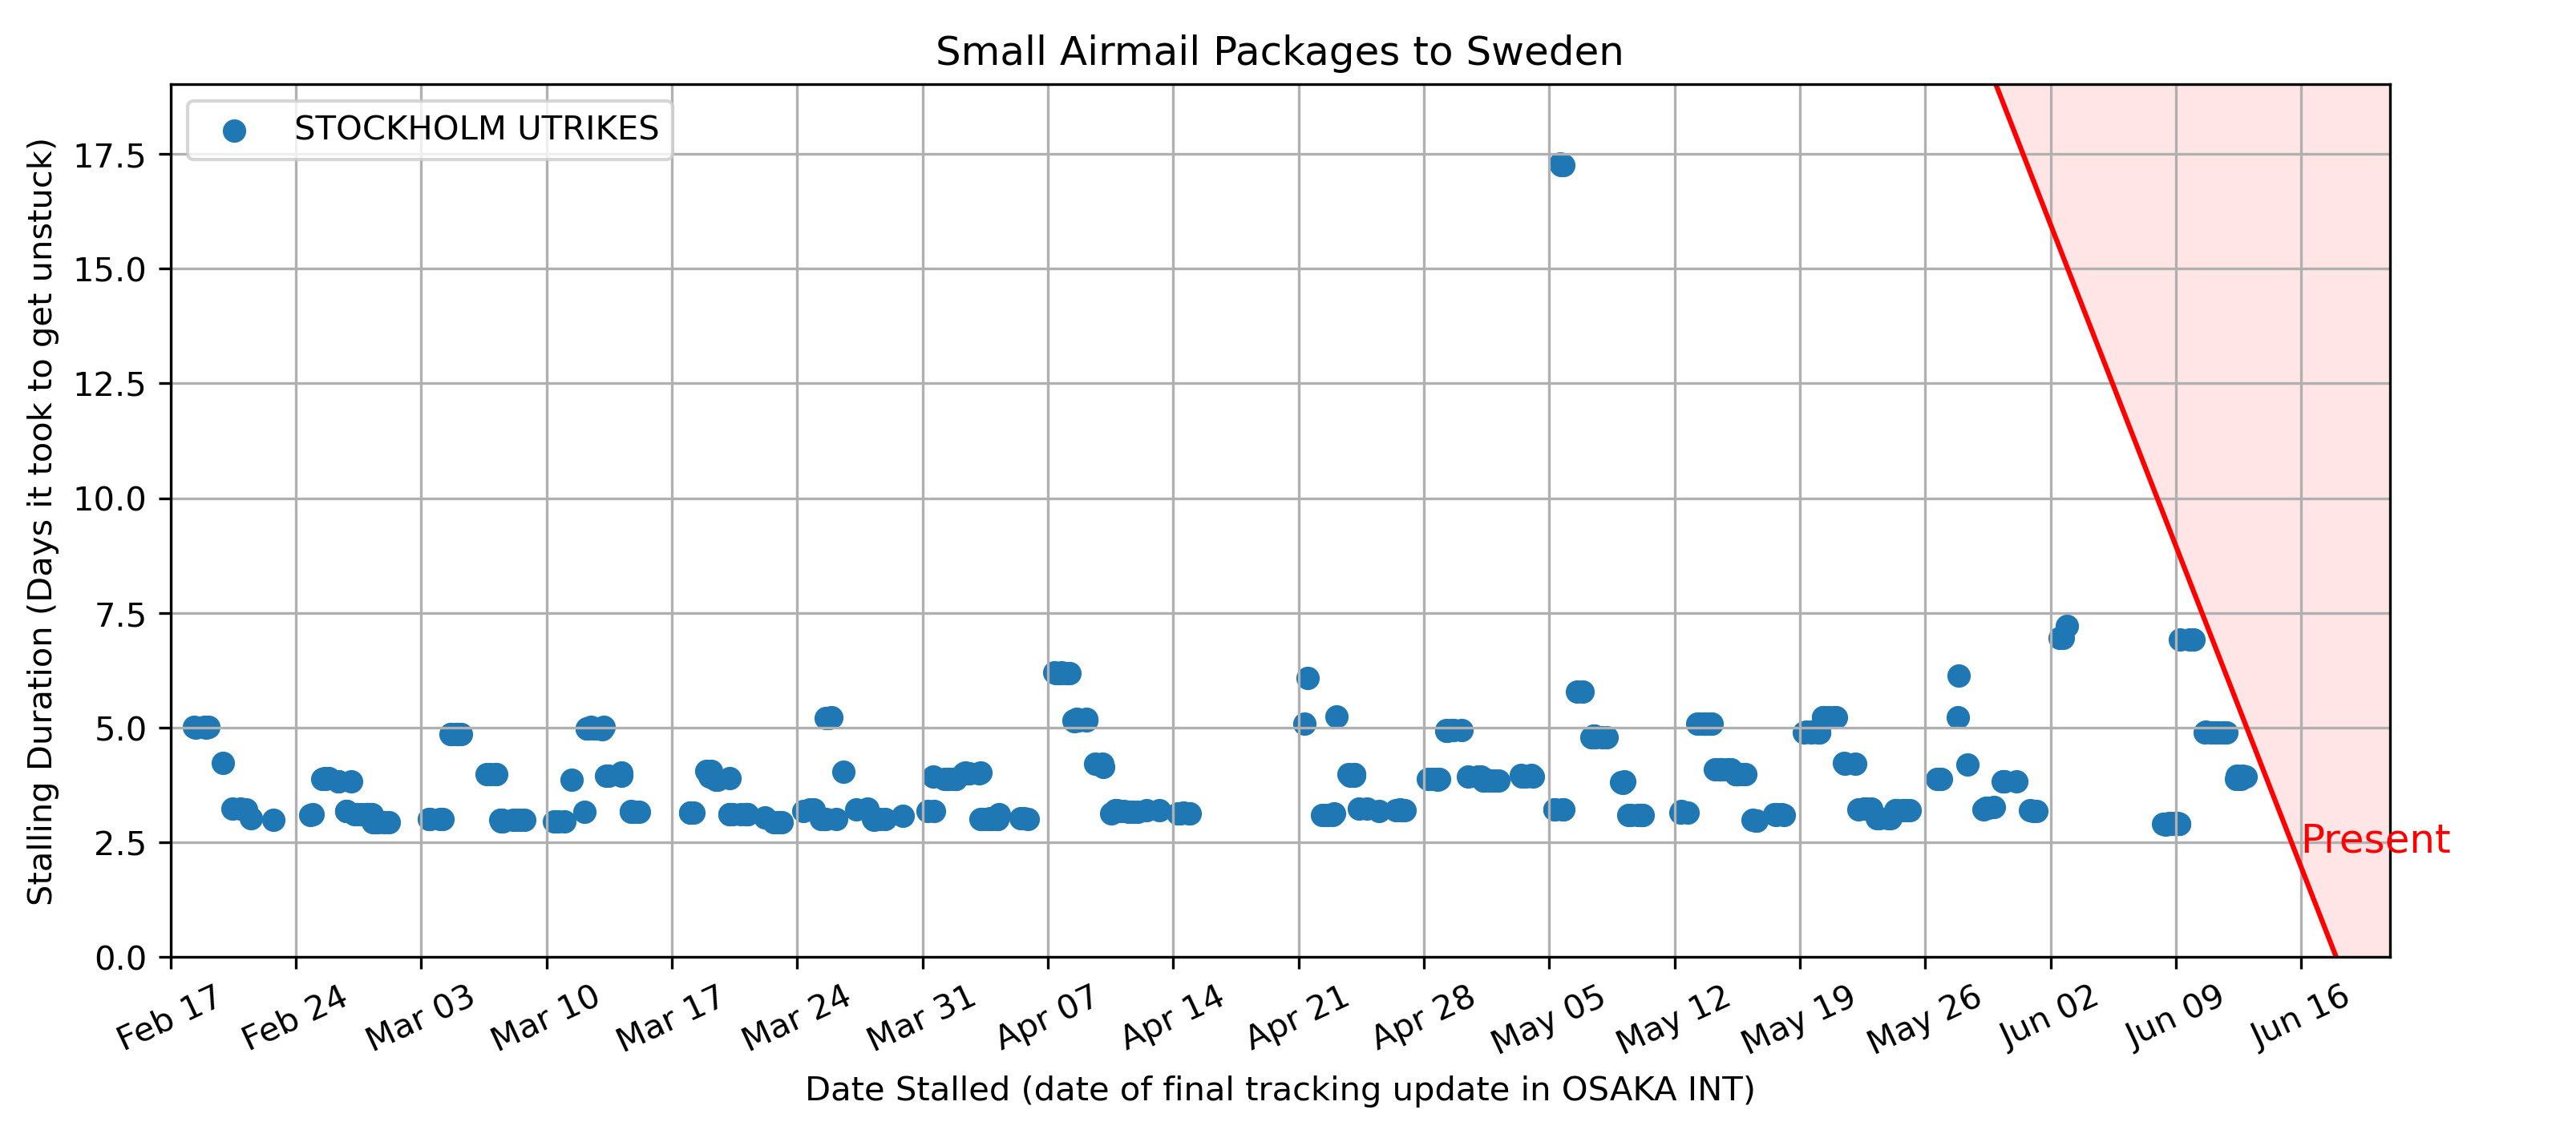 Small Airmail Packages to Sweden
STOCKHOLM UTRIKES
Stalling Duration (Days it took to get unstuck)
17.5
15.0
12.5
10.0
7.5
5.0
2.5
0.0
Present
Feb 17
Feb 24
Mar 03
Mar 10
Mar 17
Mar 24
Mar 31
Apr 07
Apr 14
Apr 21
Apr 28
May 05
May 12
May 19
May 26
Jun 02
Jun 09
Jun 16
Date Stalled (date of final tracking update in OSAKA INT)